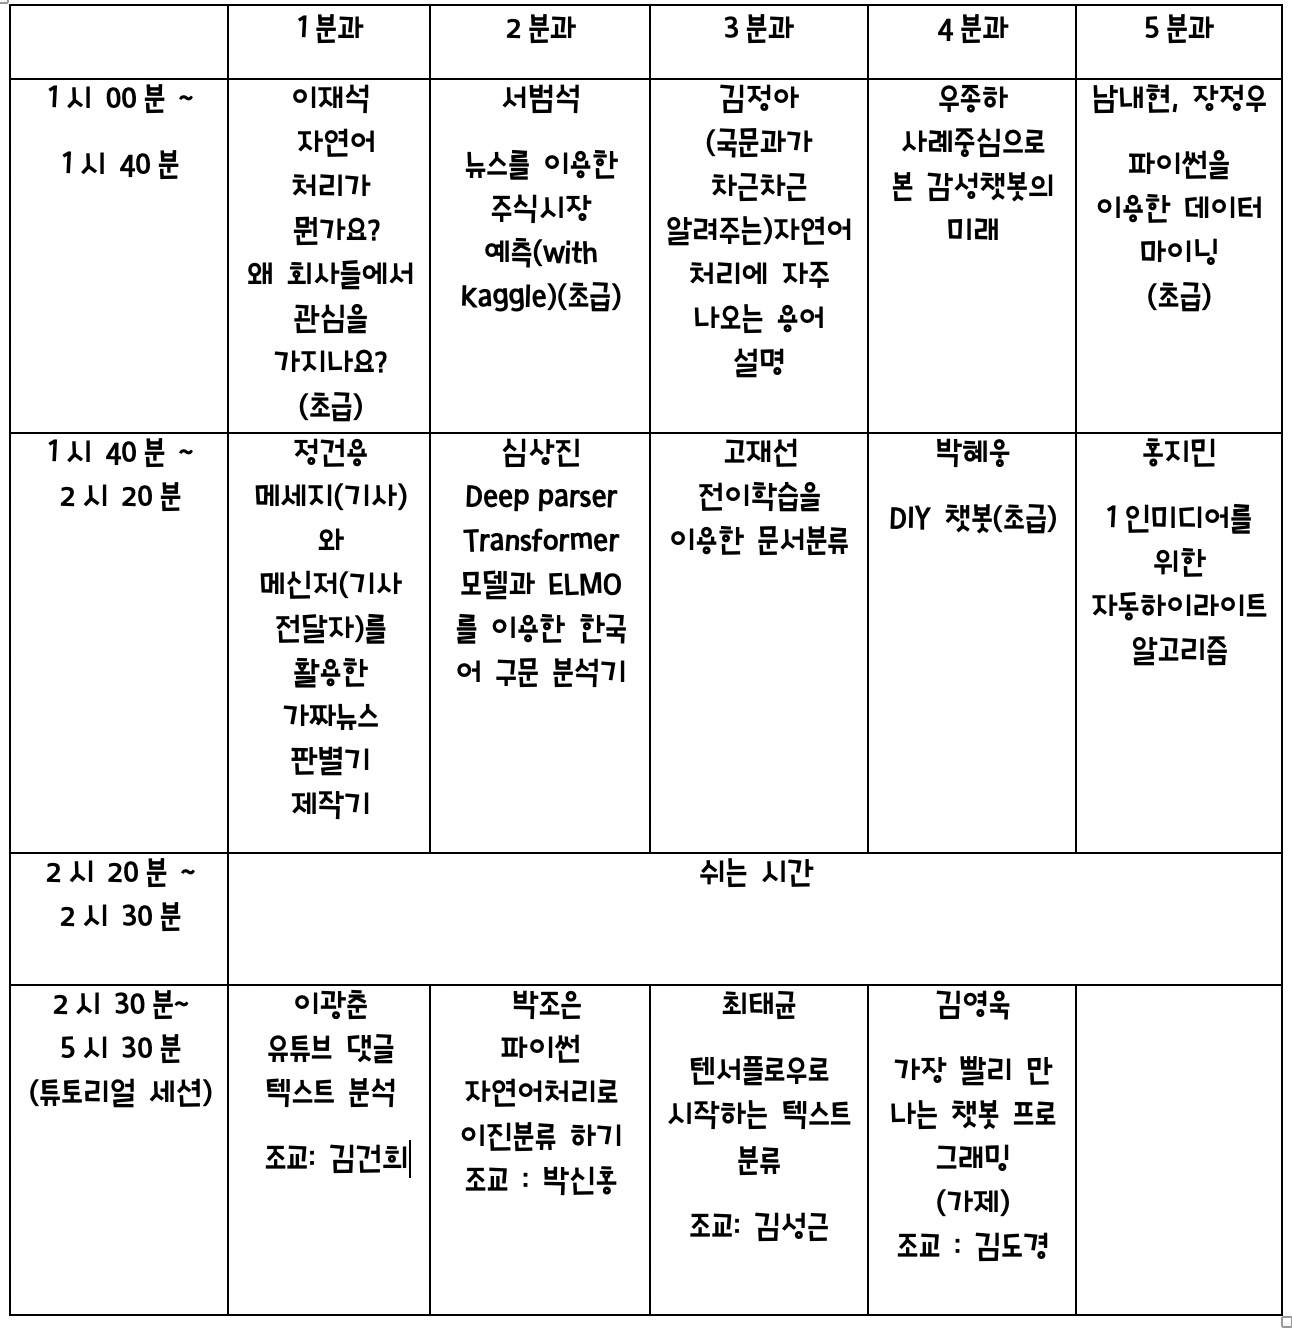 1분과
2 분과
3 분과
4 분과
5 분과
1시 00분 ~
1시 40분
이재석
자연어
처리가
뭔가요?
왜 회사들에서
관심을
가지나요?
(초급)
서범석
뉴스를 이용한
주식시장
예측(with
Kaggle)(초급)
김정아
(국문과가
차근차근
알려주는)자연어
처리에 자주
나오는 용어
설명
우종하
사례중심으로
본 감성챗봇의
미래
남내현, 장정우
파이썬을
이용한 데이터
마이닝
(초급)
1시 40분 ~
2 시 20분
정건용
메세지(기사)
와
메신저(기사
전달자)를
활용한
가짜뉴스
판별기
제작기
심상진
Deep parser
Transformer
모델과 ELMO
를 이용한 한국
어 구문 분석기
고재선
전이학습을
이용한 문서분류
박혜웅
DIY 챗봇(초급)
홍지민
1인미디어를
위한
자동하이라이트
알고리즘
2 시 20분 ~
2 시 30분
쉬는 시간
2 시 30분~
5 시 30분
(튜토리얼 세션)
이광춘
유튜브 댓글
텍스트 분석
조교: 김건희
박조은
파이썬
자연어처리로
이진분류 하기
조교 : 박신홍
최태균
텐서플로우로
시작하는 텍스트
분류
조교: 김성근
김영욱
가장 빨리 만
나는 챗봇 프로
그래밍
(가제)
조교 : 김도경